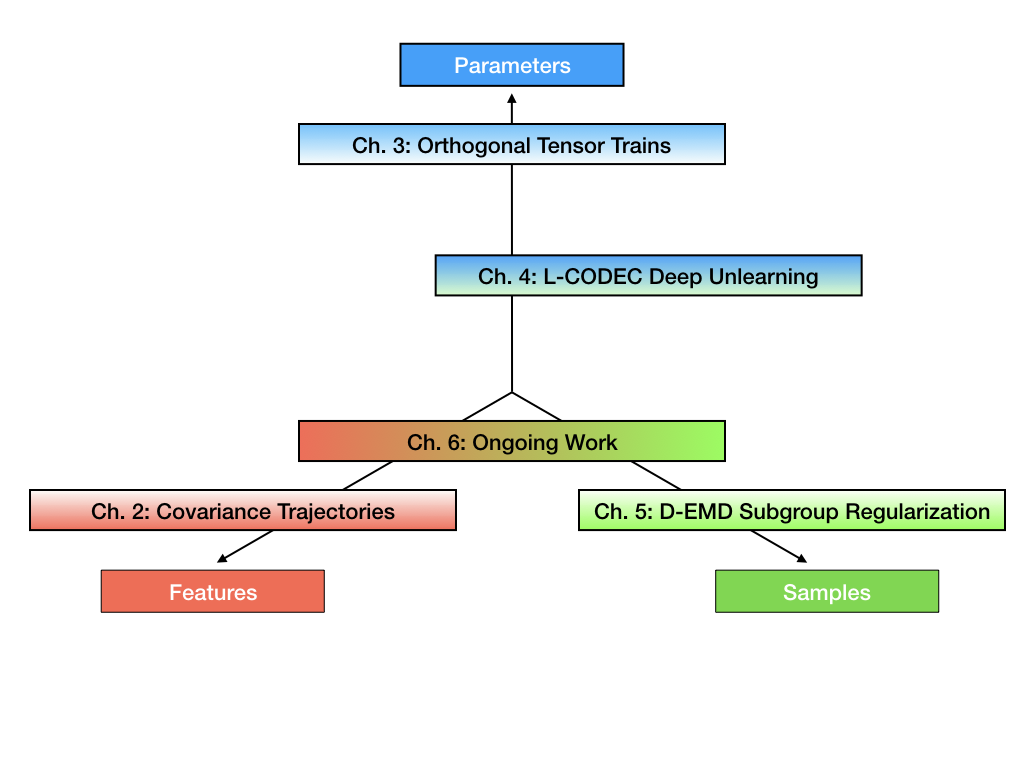 Parameters
Ch. 3: Orthogonal Tensor Trains
Ch. 4: L-CODEC Deep Unlearning
Ch. 6: Ongoing Work
Ch. 2: Covariance Trajectories
Ch. 5: D-EMD Subgroup Regularization
Features
Samples